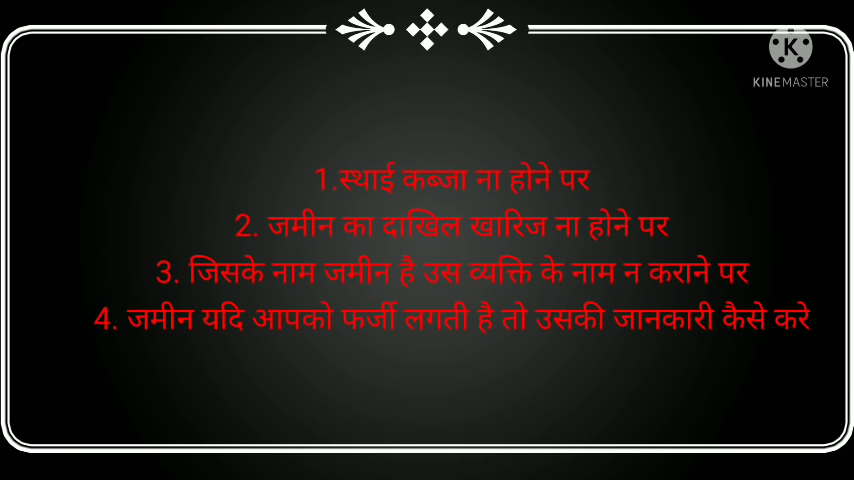 K
KINEMASTER
1.स्थाई कब्जा ना होने पर
2. जमीन का दाखिल खारिज ना होने पर
3. जिसके नाम जमीन है उस व्यक्ति के नाम न कराने पर
4. जमीन यदि आपको फर्जी लगती है तो उसकी जानकारी कैसे करे